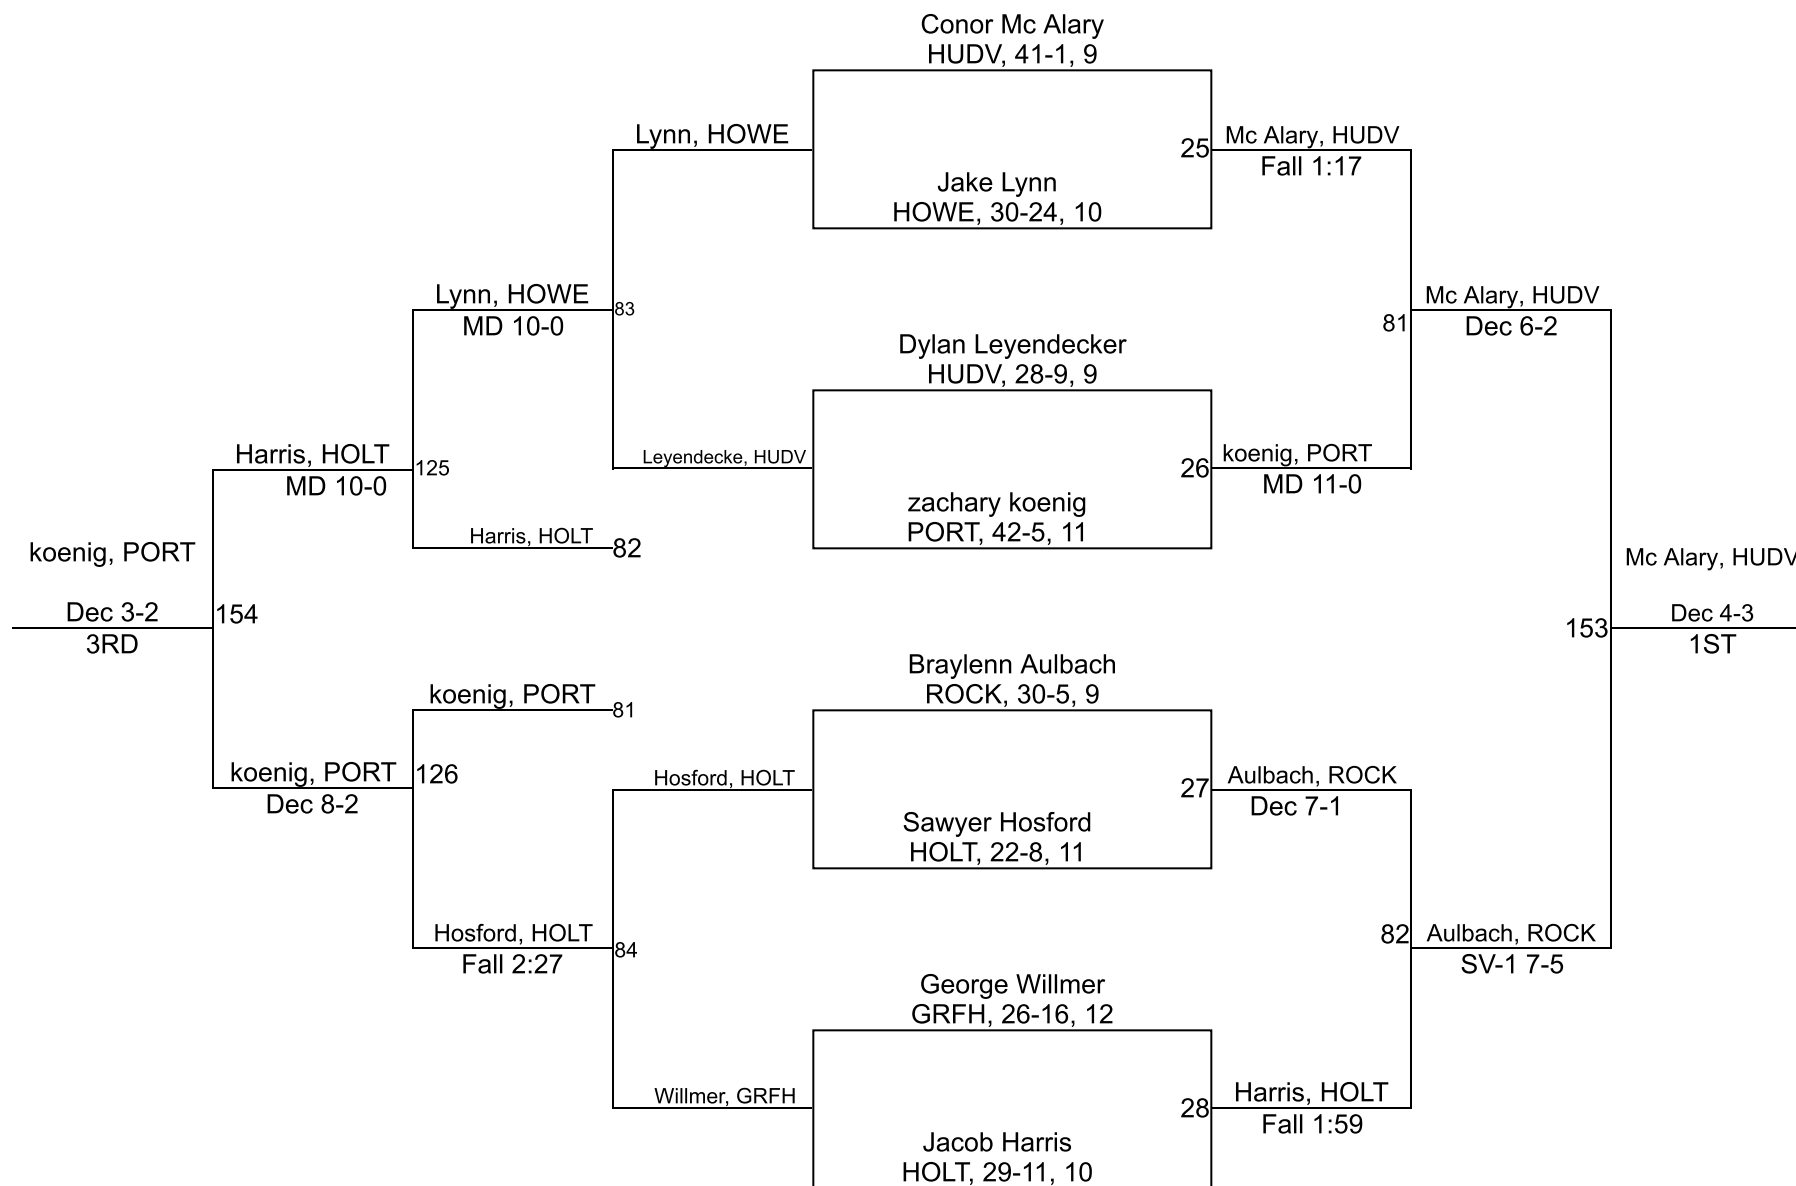 Conor Mc Alary
HUDV, 41-1, 9
Lynn, HOWE
25
Mc Alary, HUDV
Fall 1:17
Jake Lynn
HOWE, 30-24, 10
Lynn, HOWE
MD 10-0
83
81
Mc Alary, HUDV
Dec 6-2
Dylan Leyendecker
HUDV, 28-9, 9
Harris, HOLT
MD 10-0
125
Leyendecke, HUDV
26
koenig, PORT
MD 11-0
zachary koenig
PORT, 42-5, 11
Harris, HOLT
82
koenig, PORT
Dec 3-2
3RD
154
153
Mc Alary, HUDV
Dec 4-3
1ST
Braylenn Aulbach
ROCK, 30-5, 9
koenig, PORT
81
koenig, PORT
Dec 8-2
126
Hosford, HOLT
27
Aulbach, ROCK
Dec 7-1
Sawyer Hosford
HOLT, 22-8, 11
Hosford, HOLT
Fall 2:27
84
82
Aulbach, ROCK
SV-1 7-5
George Willmer
GRFH, 26-16, 12
Willmer, GRFH
28
Harris, HOLT
Fall 1:59
Jacob Harris
HOLT, 29-11, 10